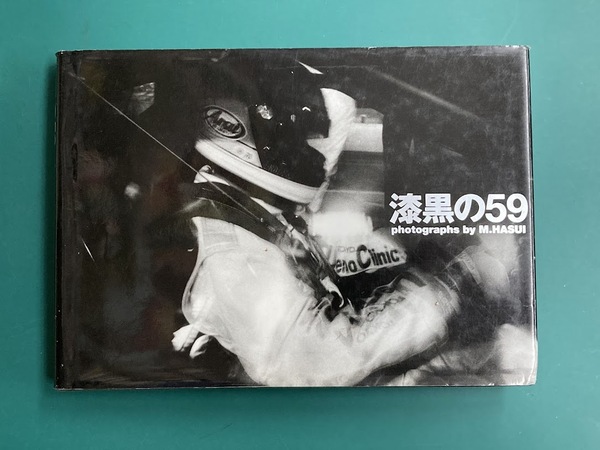 Arai
漆黒の59
photographs by M.HASUI
Clinic